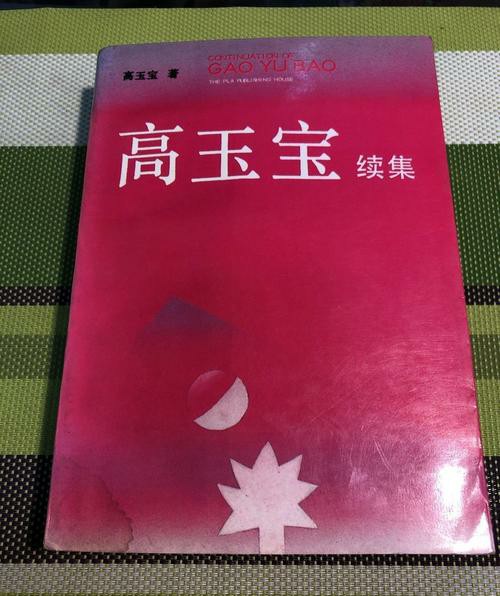 高玉宝 著
CONTINUATION OF
GAO YU BAO
THE PLA PUBLISHING HOUSE
高玉宝 续集